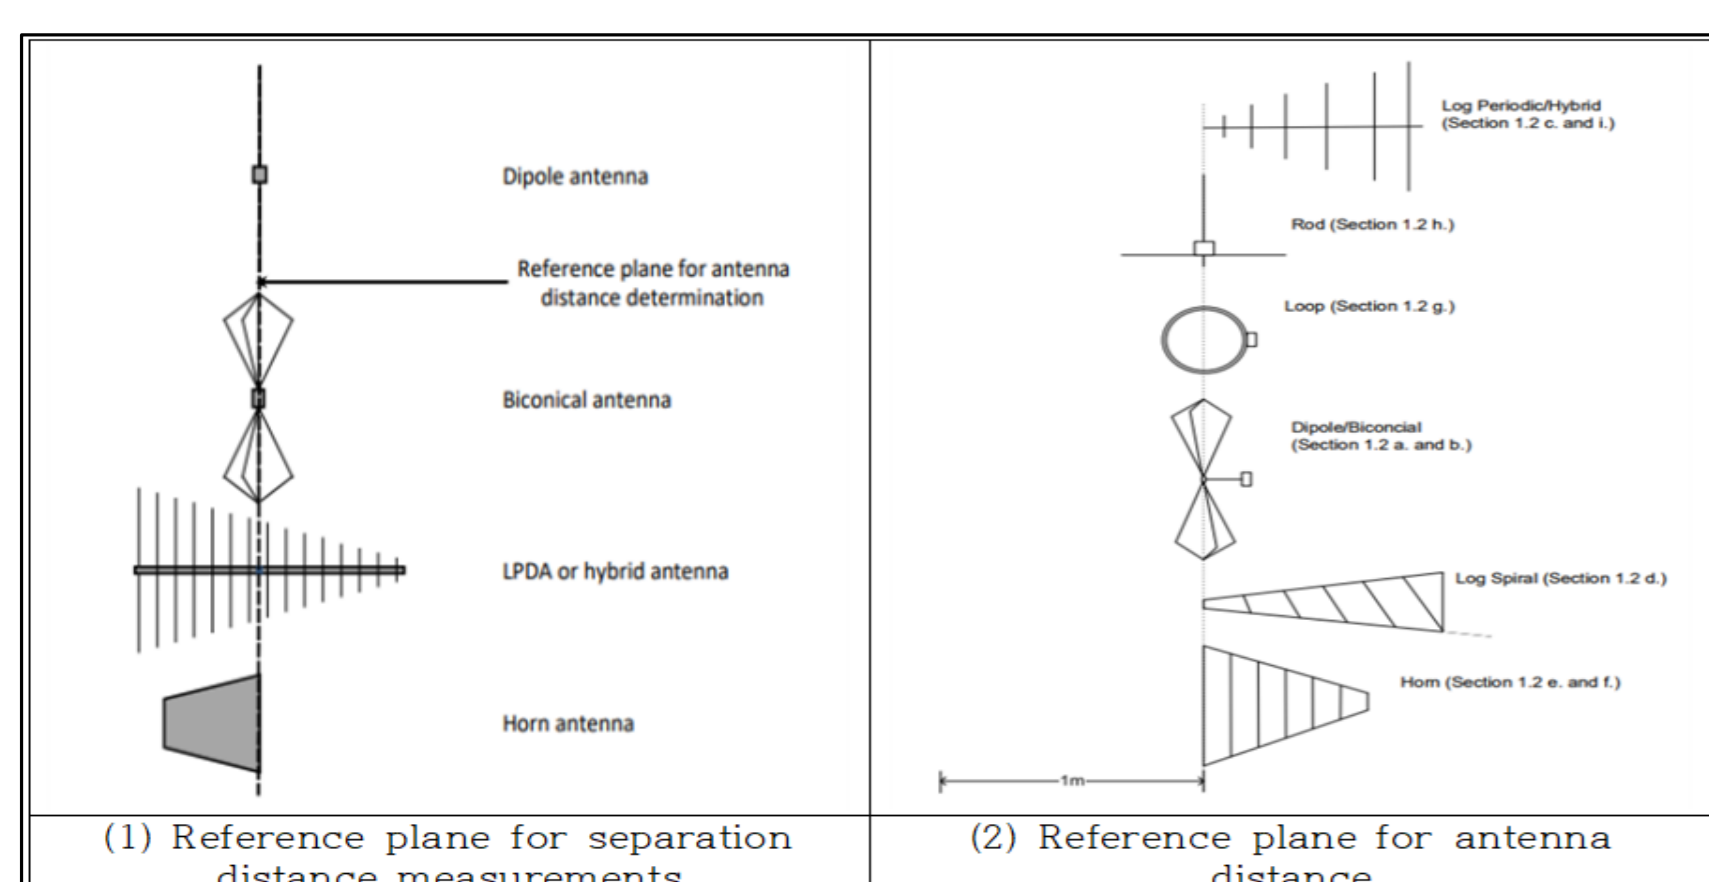 Dipole antenna
Reference plane for antenna
distance determination
Biconical antenna
LPDA or hybrid antenna
Horn antenna
Log Periodic/Hybrid
(Section 1.2 c. and i.)
Rod (Section 1.2 h.)
Loop (Section 1.2 g.)
Dipole/Biconcial
(Section 1.2 a. and b.)
Log Spiral (Section 1.2 d.)
Horn (Section 1.2 e. and f.)
1m
(1) Reference plane for separation
distance measurements
(2) Reference plane for antenna
distance